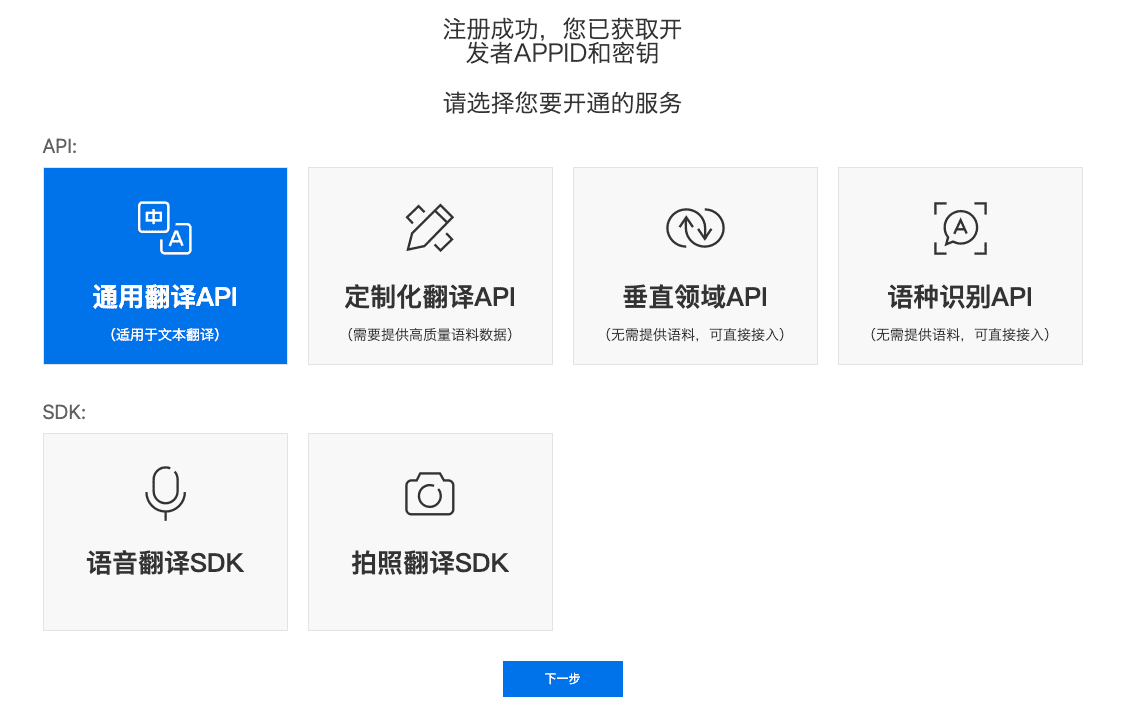 注册成功，您已获取开
发者APPID和密钥
请选择您要开通的服务
API:
中
A
通用翻译API
（适用于文本翻译）
定制化翻译API
（需要提供高质量语料数据）
垂直领域API
（无需提供语料，可直接接入）
A
语种识别API
（无需提供语料，可直接接入）
SDK:
语音翻译SDK
拍照翻译SDK
下一步